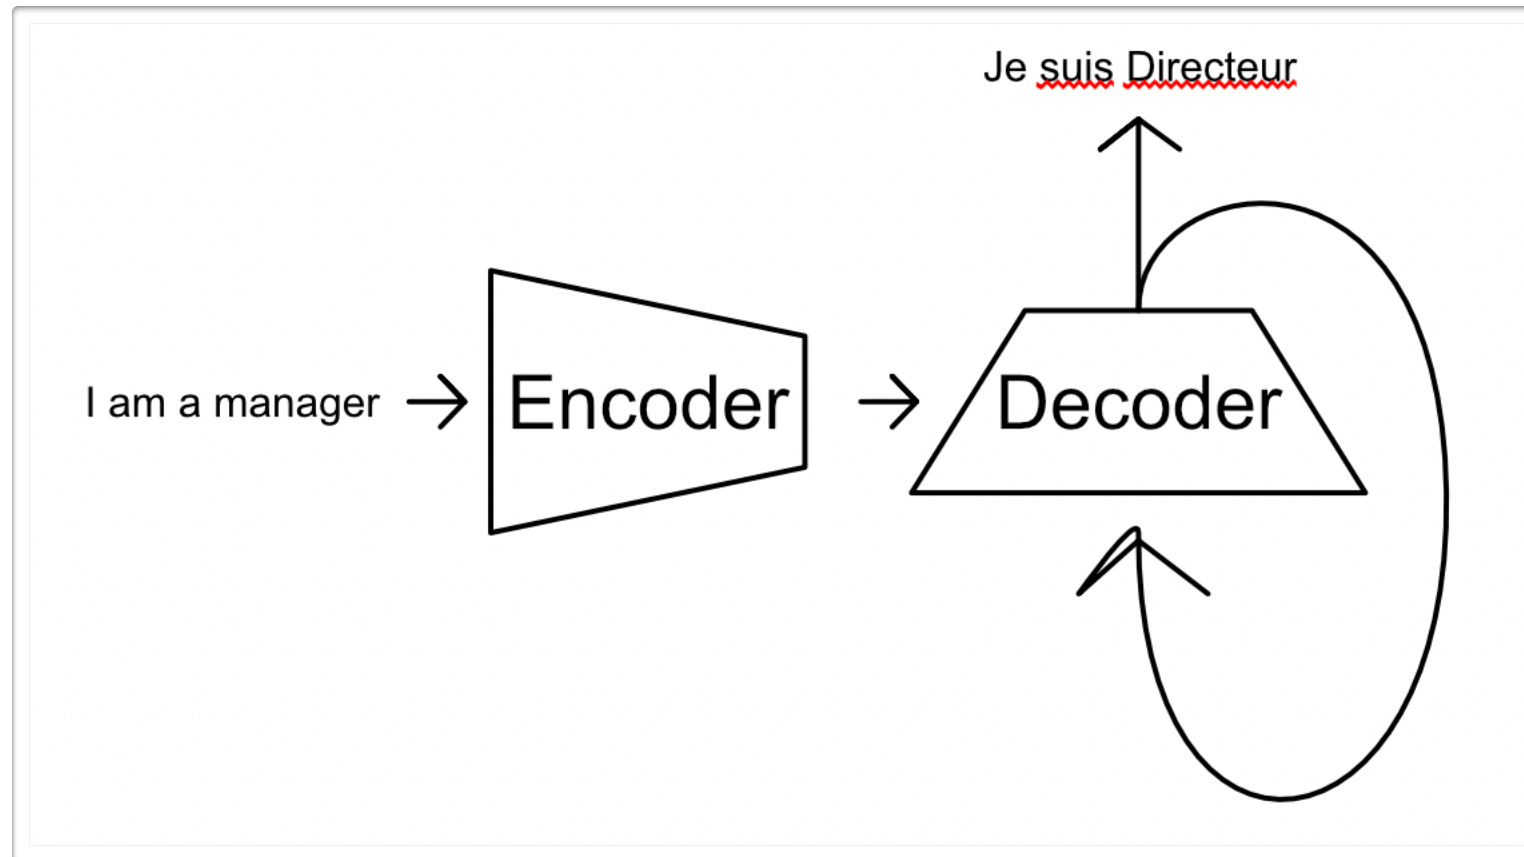 Je suis Directeur
I am a manager
Encoder
Decoder